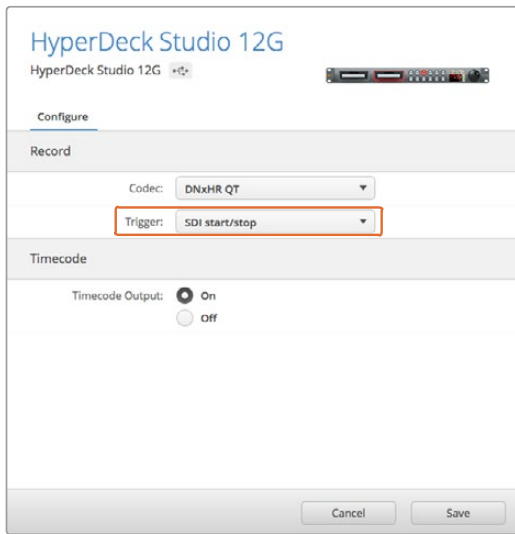 HyperDeck Studio 12G
HyperDeck Studio 12G
Configure
Record
Codec: DNxHR QT
Trigger: SDI start/stop
Timecode
Timecode Output: On
Off
Cancel Save